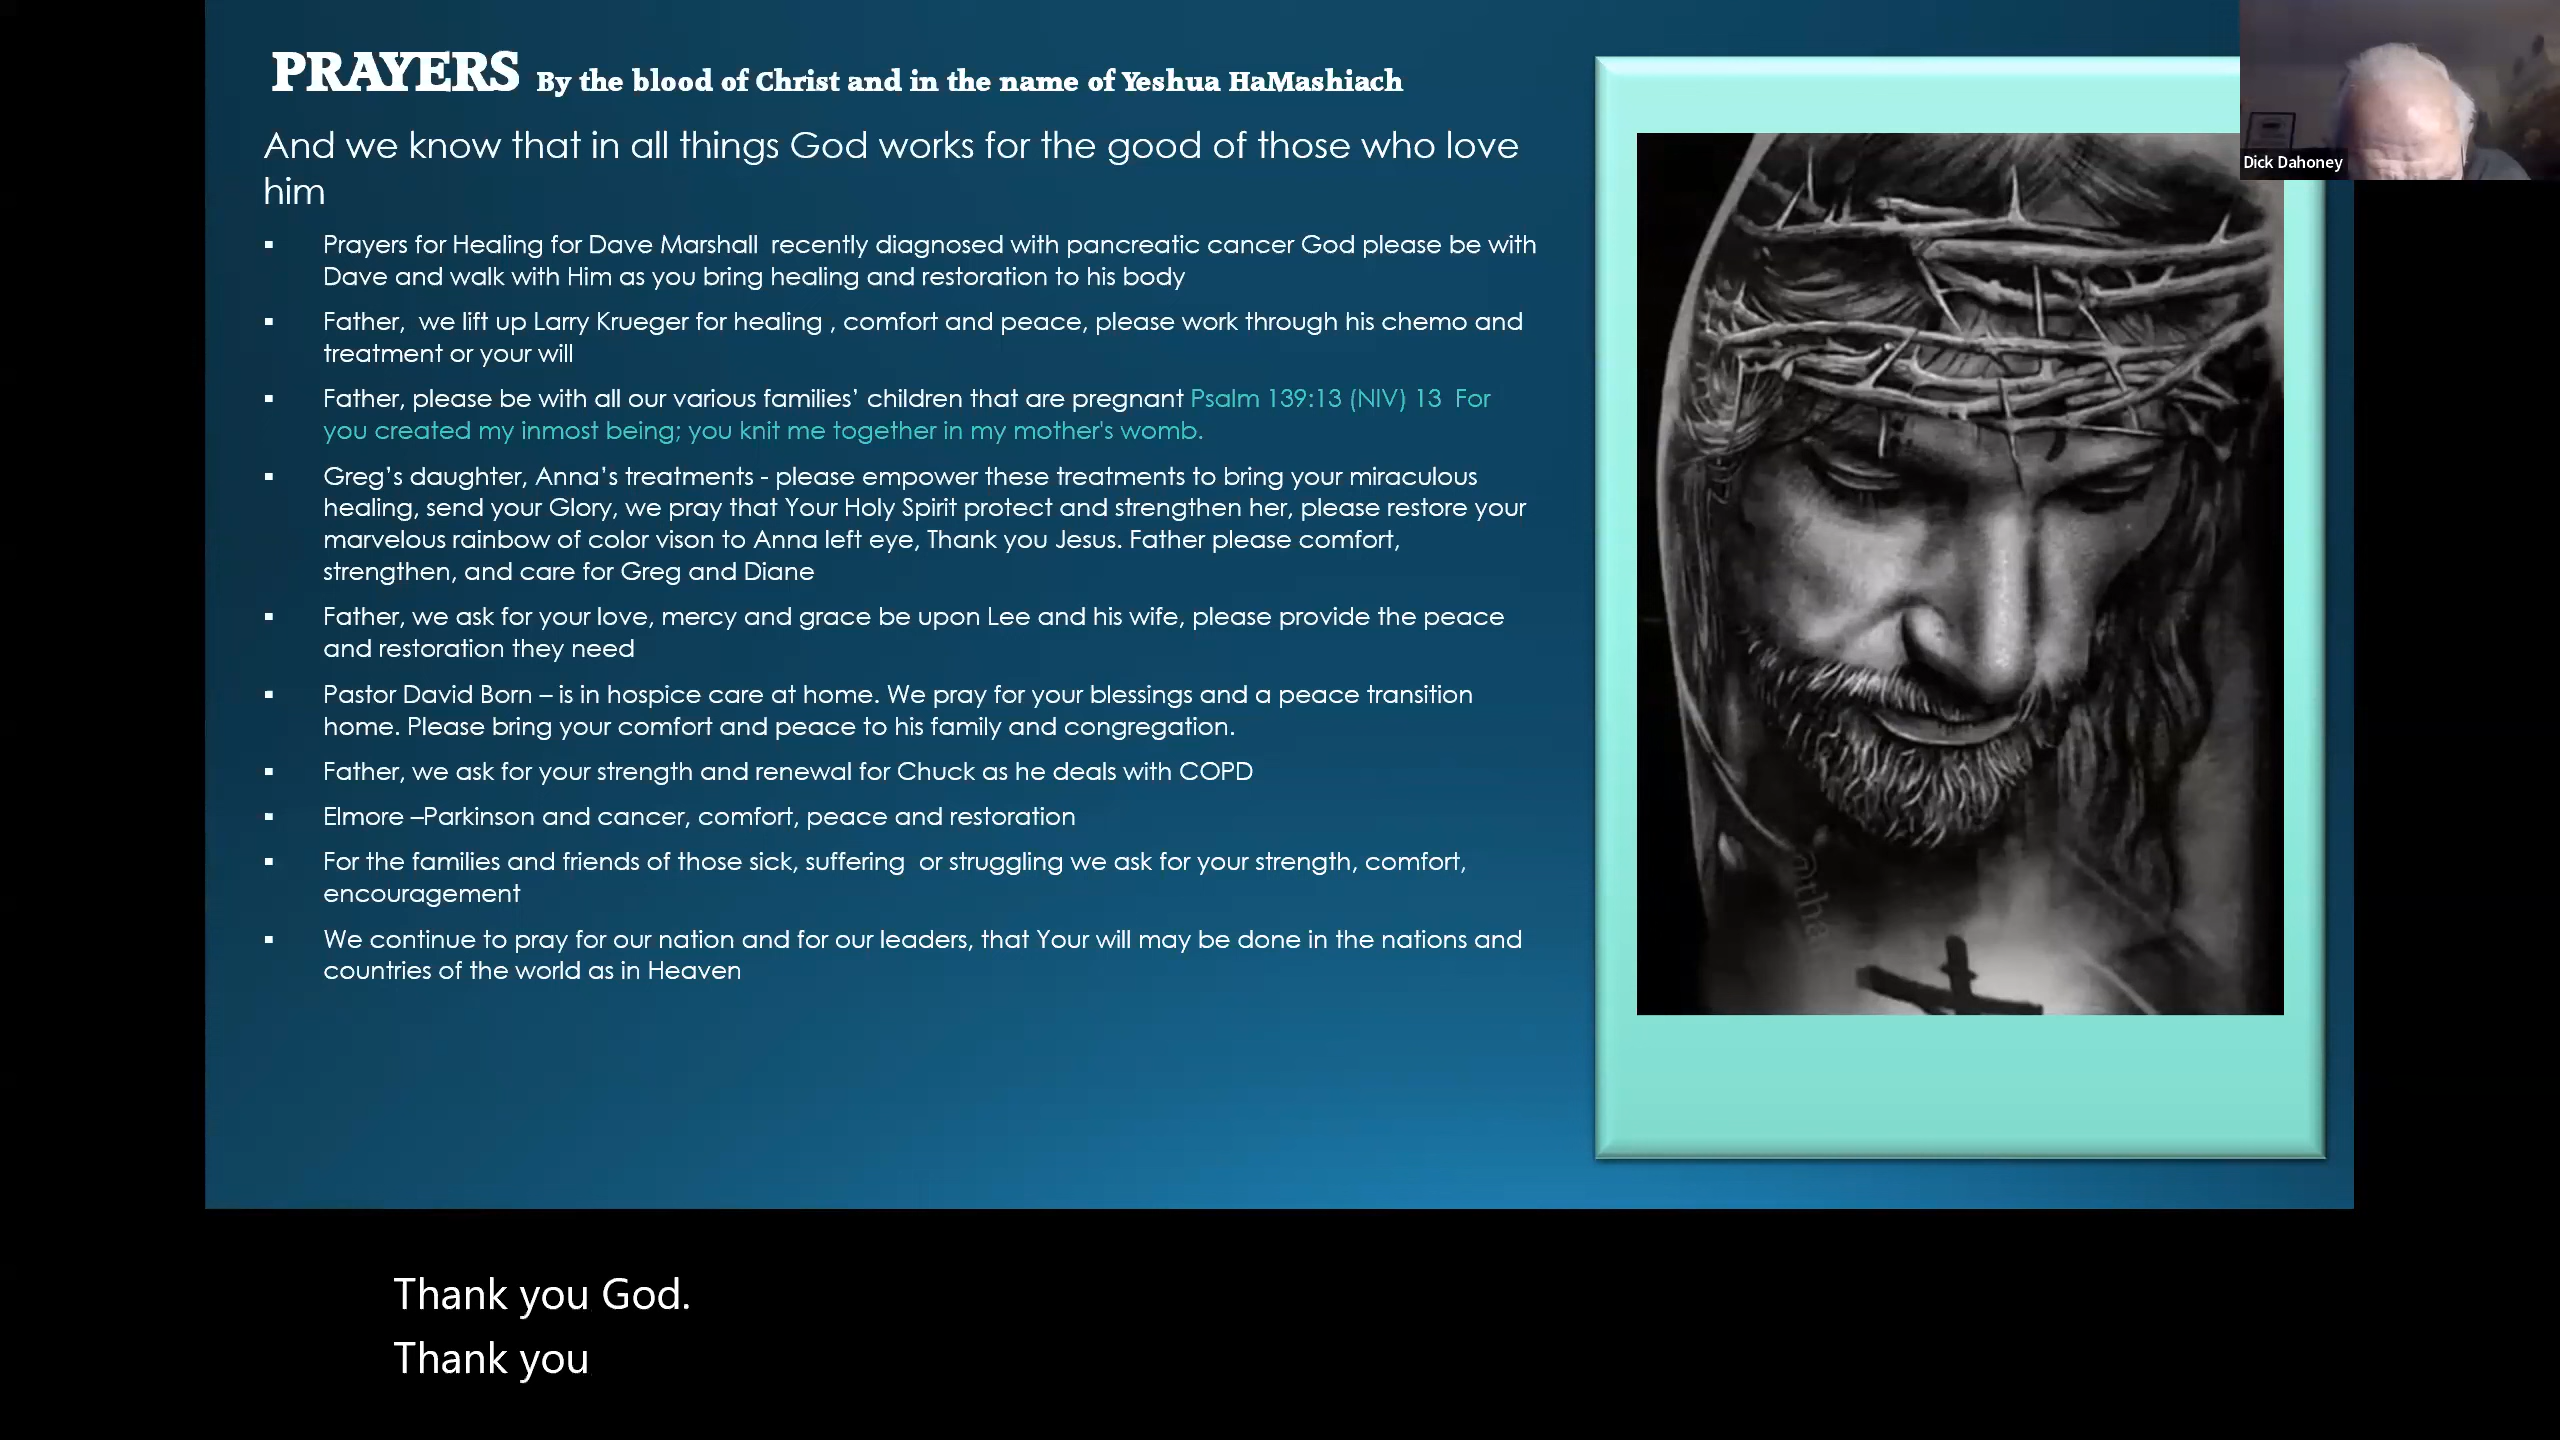 PRAYERS By the blood of Christ and in the name of Yeshua HaMashiach
And we know that in all things God works for the good of those who love
him
▪ Prayers for Healing for Dave Marshall  recently diagnosed with pancreatic cancer God please be with
Dave and walk with Him as you bring healing and restoration to his body
▪ Father,  we lift up Larry Krueger for healing , comfort and peace, please work through his chemo and
treatment or your will
▪ Father, please be with all our various families’ children that are pregnant Psalm 139:13 (NIV) 13  For
you created my inmost being; you knit me together in my mother's womb.
▪ Greg’s daughter, Anna’s treatments - please empower these treatments to bring your miraculous
healing, send your Glory, we pray that Your Holy Spirit protect and strengthen her, please restore your
marvelous rainbow of color vison to Anna left eye, Thank you Jesus. Father please comfort,
strengthen, and care for Greg and Diane
▪ Father, we ask for your love, mercy and grace be upon Lee and his wife, please provide the peace
and restoration they need
▪ Pastor David Born – is in hospice care at home. We pray for your blessings and a peace transition
home. Please bring your comfort and peace to his family and congregation.
▪ Father, we ask for your strength and renewal for Chuck as he deals with COPD
▪ Elmore –Parkinson and cancer, comfort, peace and restoration
▪ For the families and friends of those sick, suffering  or struggling we ask for your strength, comfort,
encouragement
▪ We continue to pray for our nation and for our leaders, that Your will may be done in the nations and
countries of the world as in Heaven
Dick Dahoney
Thank you God.
Thank you